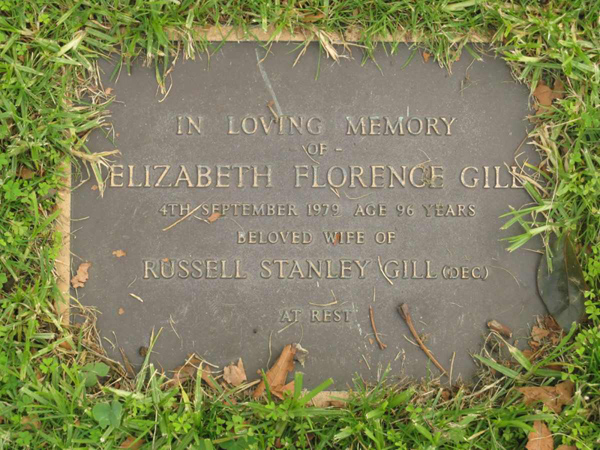 IN LOVING MEMORY
- OF -
ELIZABETH FLORENCE GILL
4TH SEPTEMBER 1979 AGE 96 YEARS
BELOVED WIFE OF
RUSSELL STANLEY GILL (DEC.)
AT REST